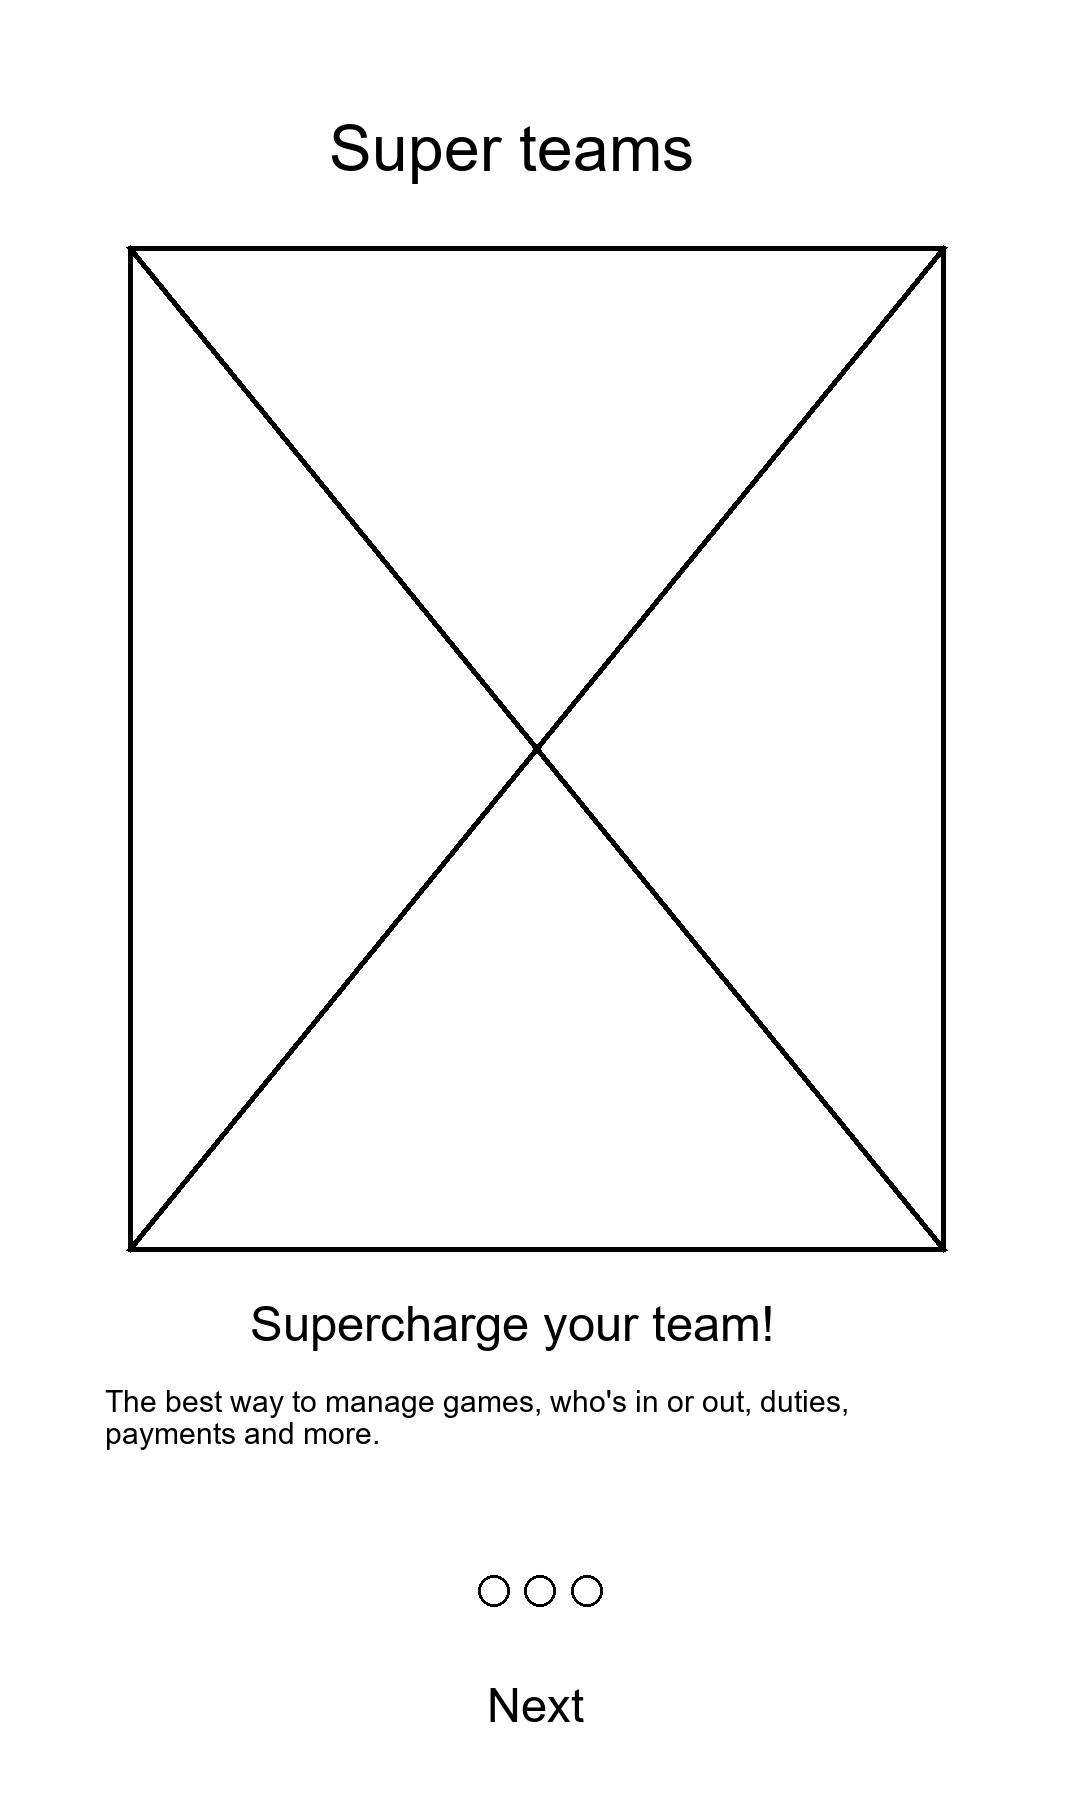 Super teams
Supercharge your team!
The best way to manage games, who's in or out, duties,
payments and more.
Next